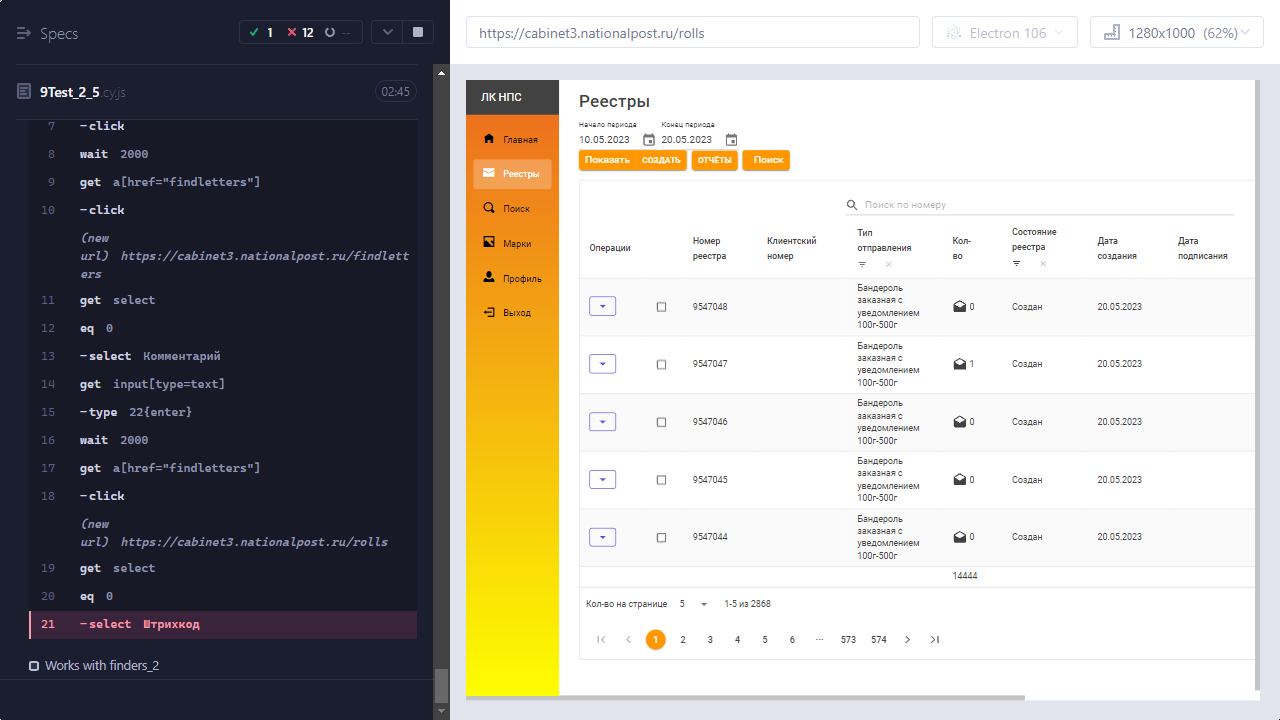 Specs
1
12
--
https://cabinet3.nationalpost.ru/rolls
Electron 106
1280x1000 (62%)
9Test_2_5.cy.js
02:45
7 -click
8 wait 2000
9 get a[href="findletters"]
10 -click
(new
url) https://cabinet3.nationalpost.ru/findlett
ers
11 get select
12 eq 0
13 -select Комментарий
14 get input[type=text]
15 -type 22{enter}
16 wait 2000
17 get a[href="findletters"]
18 -click
(new
url) https://cabinet3.nationalpost.ru/rolls
19 get select
20 eq 0
21 -select Штрихкод
Works with finders_2
ЛК НПС
Главная
Реестры
Поиск
Марки
Профиль
Выход
Реестры
Начало периода Конец периода
10.05.2023 20.05.2023
Показать СОЗДАТЬ ОТЧЁТЫ Поиск
Поиск по номеру
Операции
Номер
реестра
Клиентский
номер
Тип
отправления
Кол-
во
Состояние
реестра
Дата
создания
Дата
подписания
9547048
Бандероль
заказная с
уведомлением
100г-500г
0 Создан 20.05.2023
9547047
Бандероль
заказная с
уведомлением
100г-500г
1 Создан 20.05.2023
9547046
Бандероль
заказная с
уведомлением
100г-500г
0 Создан 20.05.2023
9547045
Бандероль
заказная с
уведомлением
100г-500г
0 Создан 20.05.2023
9547044
Бандероль
заказная с
уведомлением
100г-500г
0 Создан 20.05.2023
14444
Кол-во на странице 5 1-5 из 2868
1 2 3 4 5 6 ... 573 574